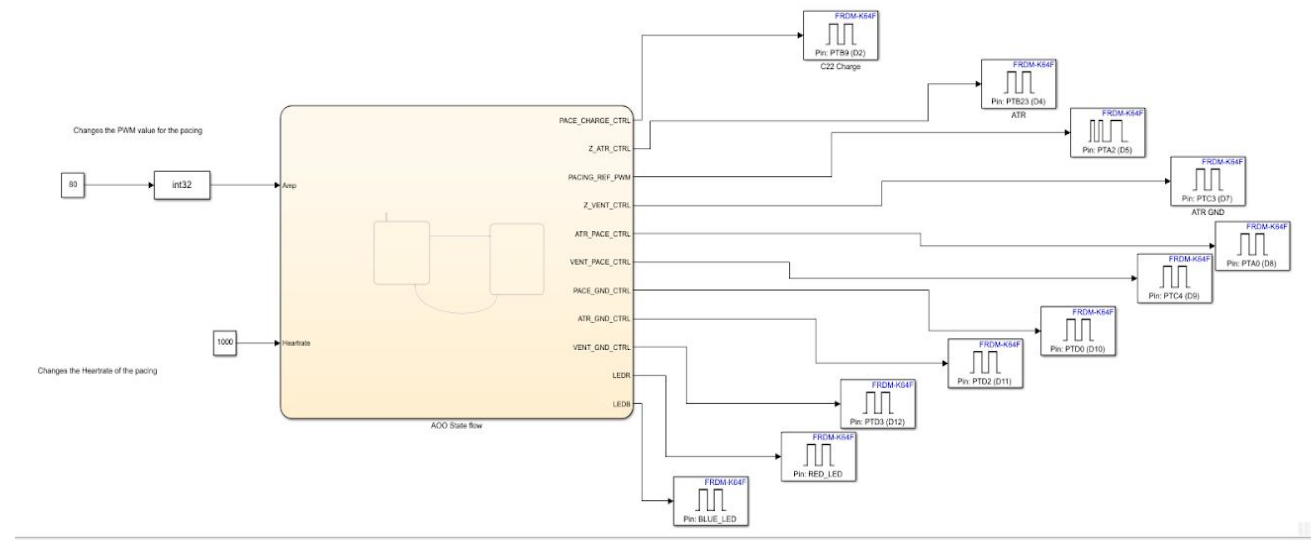 FRDM-K64F
Pin: PTB9 (D2)
C22 Charge
FRDM-K64F
Pin: PTB23 (D4)
ATR
FRDM-K64F
Pin: PTA2 (D5)
FRDM-K64F
Pin: PTC3 (D7)
ATR GND
FRDM-K64F
Pin: PTA0 (D8)
FRDM-K64F
Pin: PTC4 (D9)
FRDM-K64F
Pin: PTD0 (D10)
FRDM-K64F
Pin: PTD2 (D11)
FRDM-K64F
Pin: PTD3 (D12)
FRDM-K64F
Pin: RED_LED
FRDM-K64F
Pin: BLUE_LED
Changes the PWM value for the pacing
80
int32
Amp
1000
Heartrate
Changes the Heartrate of the pacing
PACE_CHARGE_CTRL
Z_ATR_CTRL
PACING_REF_PWM
Z_VENT_CTRL
ATR_PACE_CTRL
VENT_PACE_CTRL
PACE_GND_CTRL
ATR_GND_CTRL
VENT_GND_CTRL
LEDR
LEDB
AOO State flow